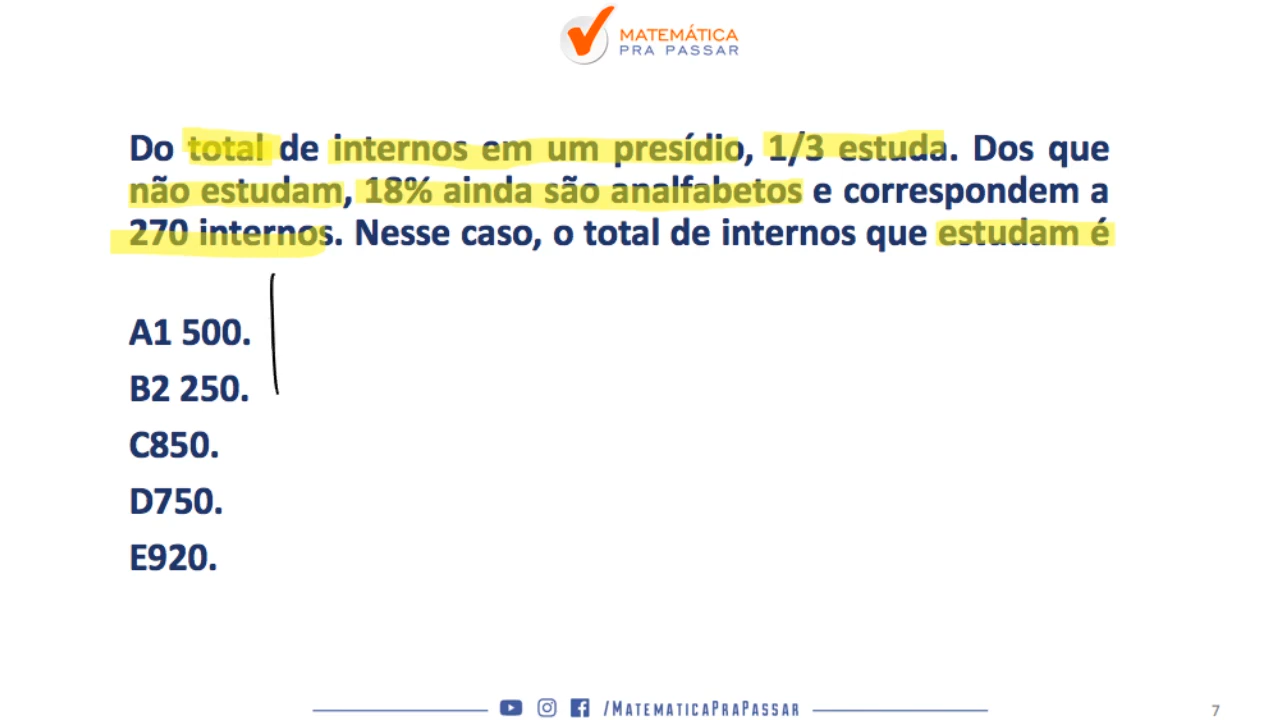 MATEMÁTICA
PRA PASSAR
Do total de internos em um presídio, 1/3 estuda. Dos que
não estudam, 18% ainda são analfabetos e correspondem a
270 internos. Nesse caso, o total de internos que estudam é
A1 500.
B2 250.
C850.
D750.
E920.
/MATEMATICAPRAPASSAR
7